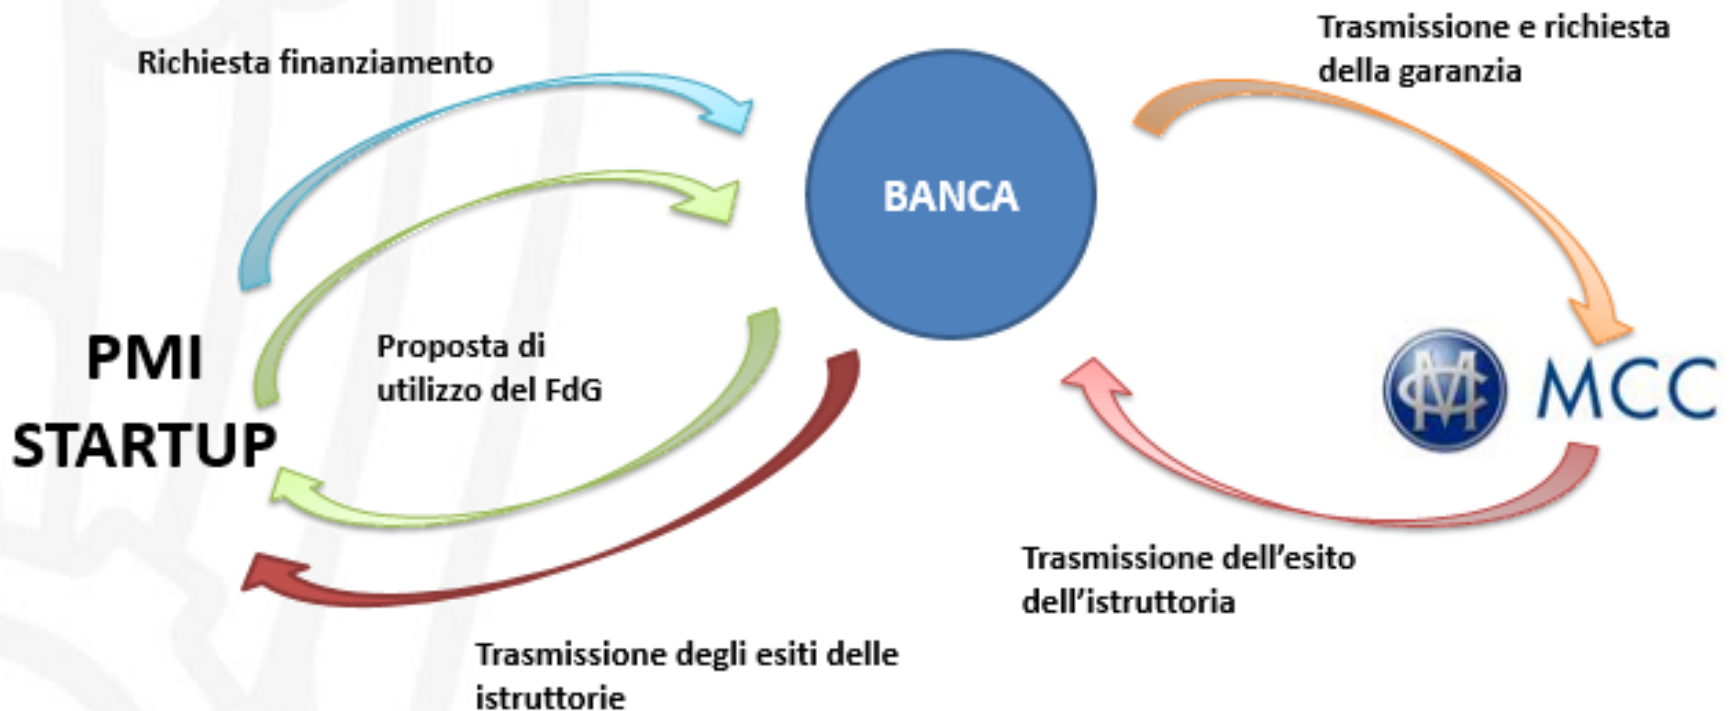 Richiesta finanziamento
Trasmissione e richiesta
della garanzia
BANCA
PMI
STARTUP
Proposta di
utilizzo del FdG
MCC
Trasmissione dell’esito
dell’istruttoria
Trasmissione degli esiti delle
istruttorie